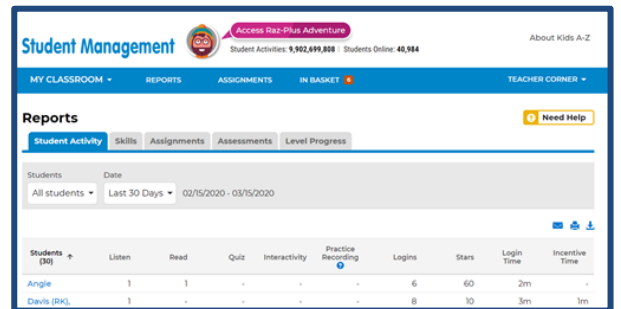 Access Raz-Plus Adventure
Student Management
Student Activities: 9,902,699,808 | Students Online: 40,984
About Kids A-Z
MY CLASSROOM REPORTS ASSIGNMENTS IN BASKET 6 TEACHER CORNER
Reports
? Need Help
Student Activity Skills Assignments Assessments Level Progress
Students Date
All students Last 30 Days 02/15/2020 - 03/15/2020
Students (30) ↑ Listen Read Quiz Interactivity Practice Recording ? Logins Stars Login Time Incentive Time
Angie 1 1 - - - 6 60 2m -
Davis (RK), 1 - - - - 8 10 3m 1m